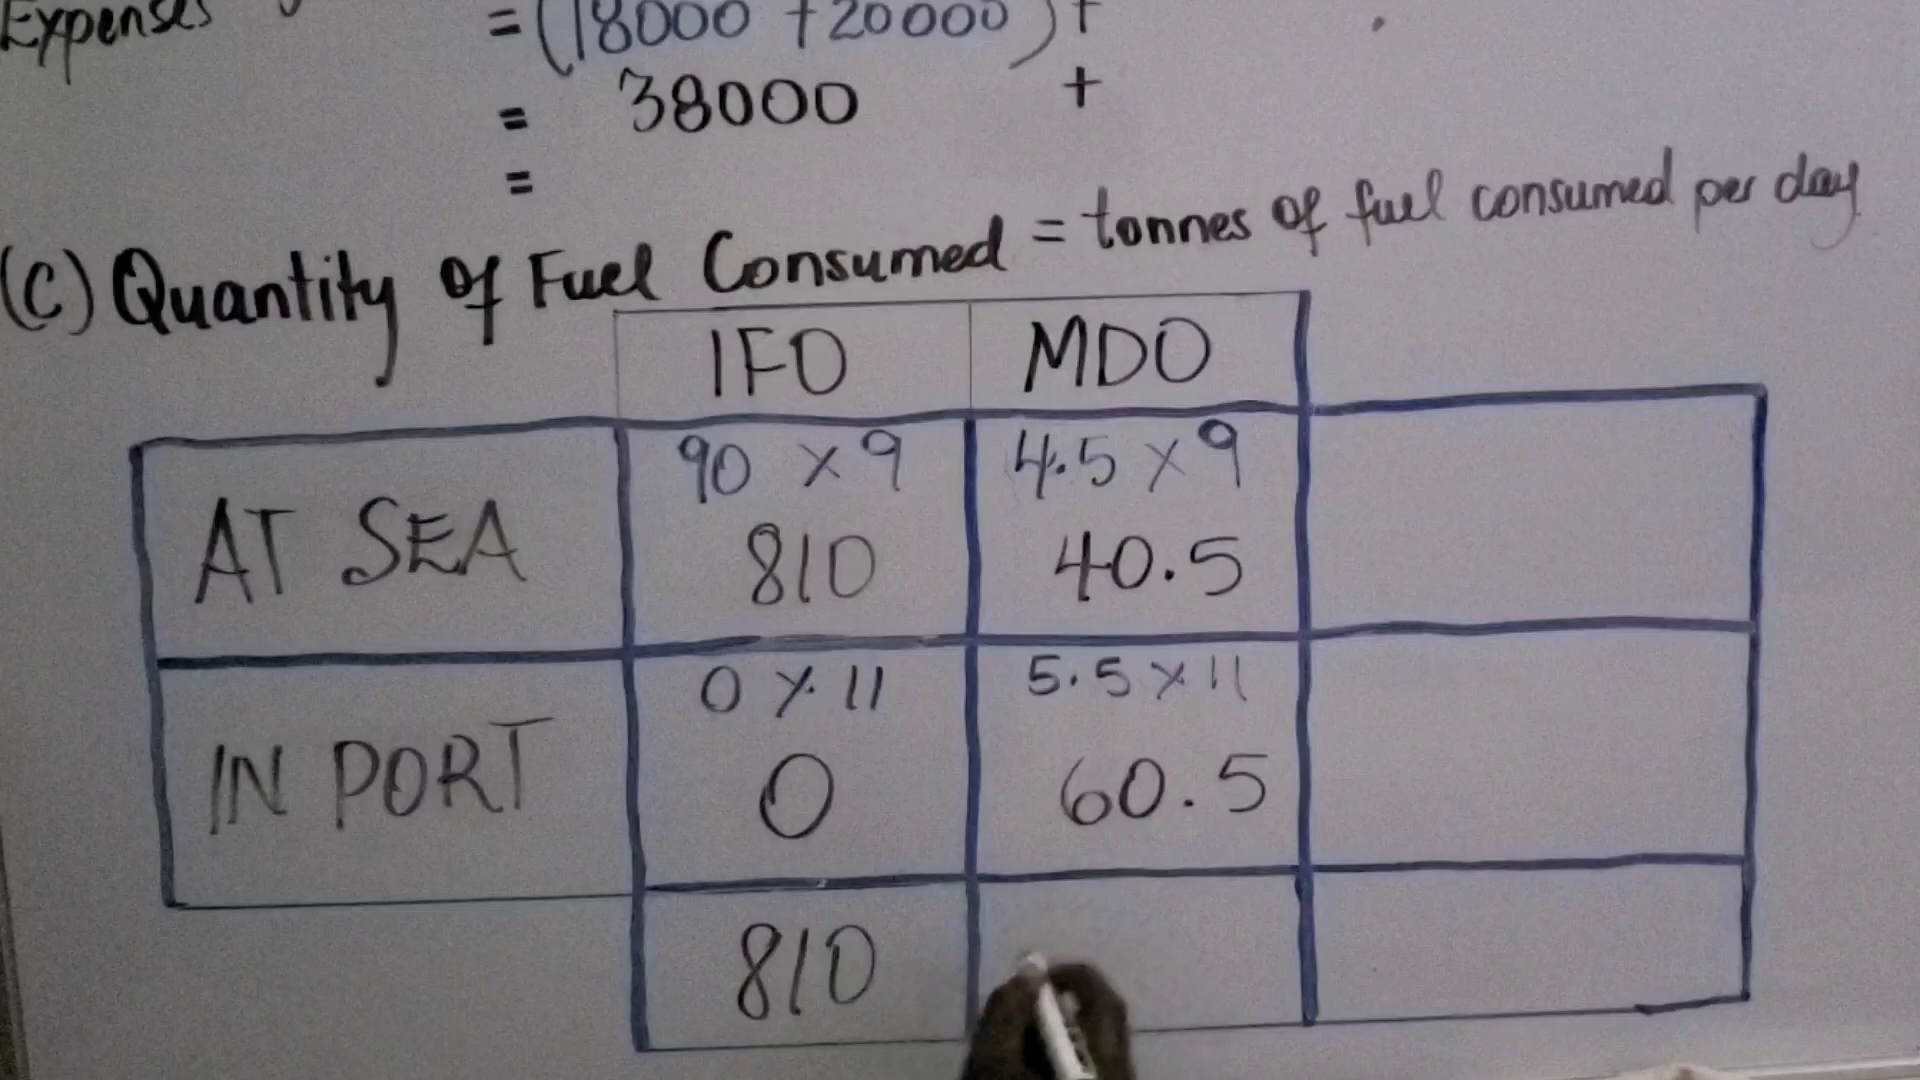 Expenses = (18000 + 20000) +
= 38000 +
=
(C) Quantity of Fuel Consumed = tonnes of fuel consumed per day
IFO MDO
90 x 9 4.5 x 9
AT SEA 810 40.5
0 x 11 5.5 x 11
IN PORT 0 60.5
810